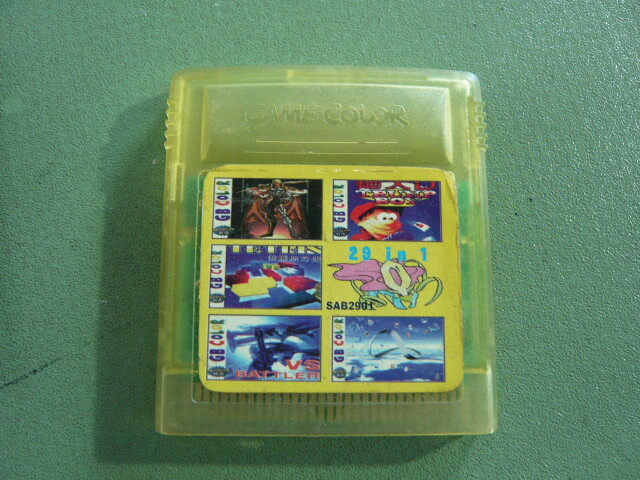 GAME COLOR
GB COLOR
GB COLOR
TETRIS
GB COLOR
29 in 1
SAB2901
GB COLOR
VS
BATTLER
GB COLOR